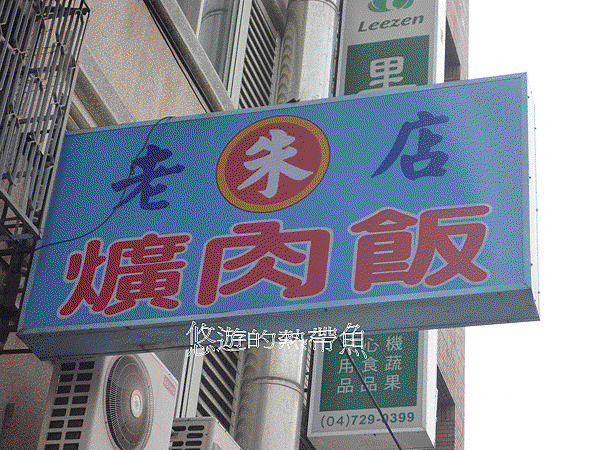 Leezen
果
老 朱 店
爌肉飯
悠遊的熱帶魚
機蔬果
心食品
用品
(04)729-0399